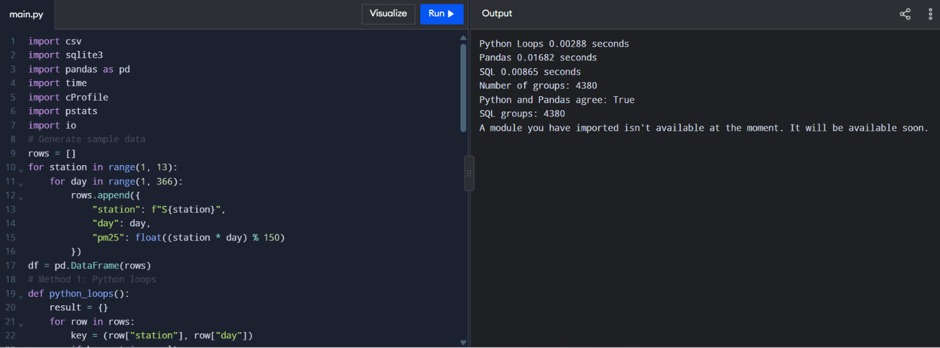 main.py
Visualize
Run
Output
1 import csv
2 import sqlite3
3 import pandas as pd
4 import time
5 import cProfile
6 import pstats
7 import io
8 # Generate sample data
9 rows = []
10 for station in range(1, 13):
11     for day in range(1, 366):
12         rows.append({
13             "station": f"S{station}",
14             "day": day,
15             "pm25": float((station * day) % 150)
16         })
17 df = pd.DataFrame(rows)
18 # Method 1: Python loops
19 def python_loops():
20     result = {}
21     for row in rows:
22         key = (row["station"], row["day"])
Python Loops 0.00288 seconds
Pandas 0.01682 seconds
SQL 0.00865 seconds
Number of groups: 4380
Python and Pandas agree: True
SQL groups: 4380
A module you have imported isn't available at the moment. It will be available soon.